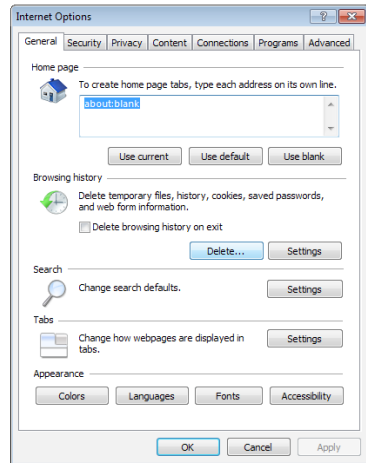 Internet Options
General Security Privacy Content Connections Programs Advanced
Home page
To create home page tabs, type each address on its own line.
about:blank
Use current Use default Use blank
Browsing history
Delete temporary files, history, cookies, saved passwords,
and web form information.
Delete browsing history on exit
Delete... Settings
Search
Change search defaults. Settings
Tabs
Change how webpages are displayed in
tabs.
Settings
Appearance
Colors Languages Fonts Accessibility
OK Cancel Apply